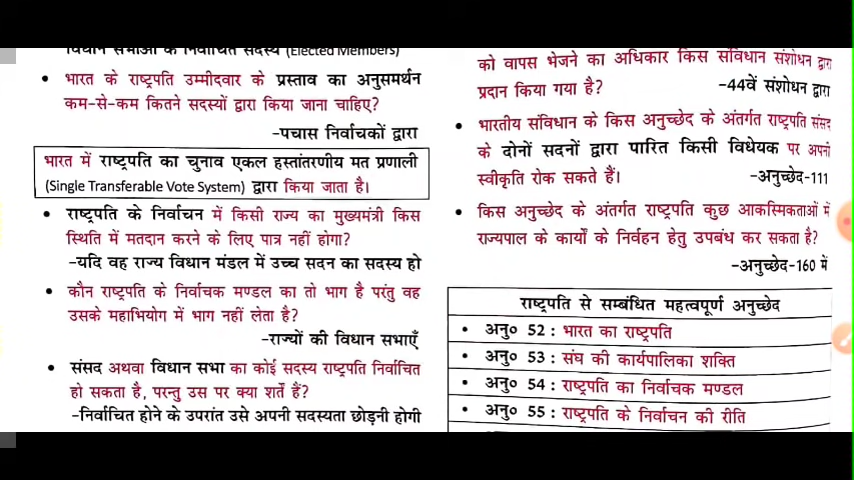 विधान सभाओं के निर्वाचित सदस्य (Elected Members)
• भारत के राष्ट्रपति उम्मीदवार के प्रस्ताव का अनुसमर्थन
कम-से-कम कितने सदस्यों द्वारा किया जाना चाहिए?
-पचास निर्वाचकों द्वारा
भारत में राष्ट्रपति का चुनाव एकल हस्तांतरणीय मत प्रणाली
(Single Transferable Vote System) द्वारा किया जाता है।
• राष्ट्रपति के निर्वाचन में किसी राज्य का मुख्यमंत्री किस
स्थिति में मतदान करने के लिए पात्र नहीं होगा?
-यदि वह राज्य विधान मंडल में उच्च सदन का सदस्य हो
• कौन राष्ट्रपति के निर्वाचक मण्डल का तो भाग है परंतु वह
उसके महाभियोग में भाग नहीं लेता है?
-राज्यों की विधान सभाएँ
• संसद अथवा विधान सभा का कोई सदस्य राष्ट्रपति निर्वाचित
हो सकता है, परन्तु उस पर क्या शर्ते हैं?
-निर्वाचित होने के उपरांत उसे अपनी सदस्यता छोड़नी होगी
को वापस भेजने का अधिकार किस संविधान संशोधन द्वारा
प्रदान किया गया है?
-44वें संशोधन द्वारा
• भारतीय संविधान के किस अनुच्छेद के अंतर्गत राष्ट्रपति संसद
के दोनों सदनों द्वारा पारित किसी विधेयक पर अपनी
स्वीकृति रोक सकते हैं।
-अनुच्छेद-111
• किस अनुच्छेद के अंतर्गत राष्ट्रपति कुछ आकस्मिकताओं में
राज्यपाल के कार्यों के निर्वहन हेतु उपबंध कर सकता है?
-अनुच्छेद-160 में
राष्ट्रपति से सम्बंधित महत्वपूर्ण अनुच्छेद
• अनु० 52 : भारत का राष्ट्रपति
• अनु० 53 : संघ की कार्यपालिका शक्ति
• अनु० 54 : राष्ट्रपति का निर्वाचक मण्डल
• अनु० 55 : राष्ट्रपति के निर्वाचन की रीति